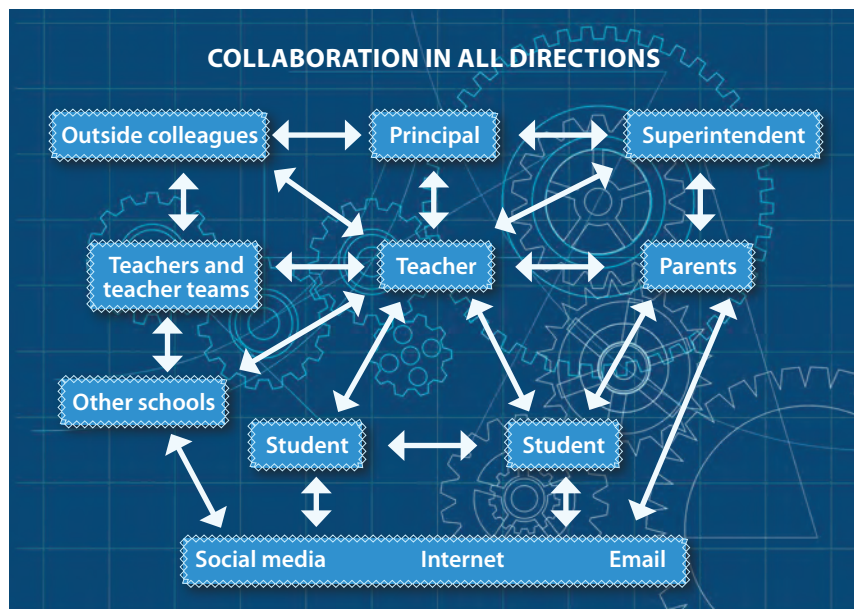 COLLABORATION IN ALL DIRECTIONS
Outside colleagues
Principal
Superintendent
Teachers and
teacher teams
Teacher
Parents
Other schools
Student
Student
Social media
Internet
Email